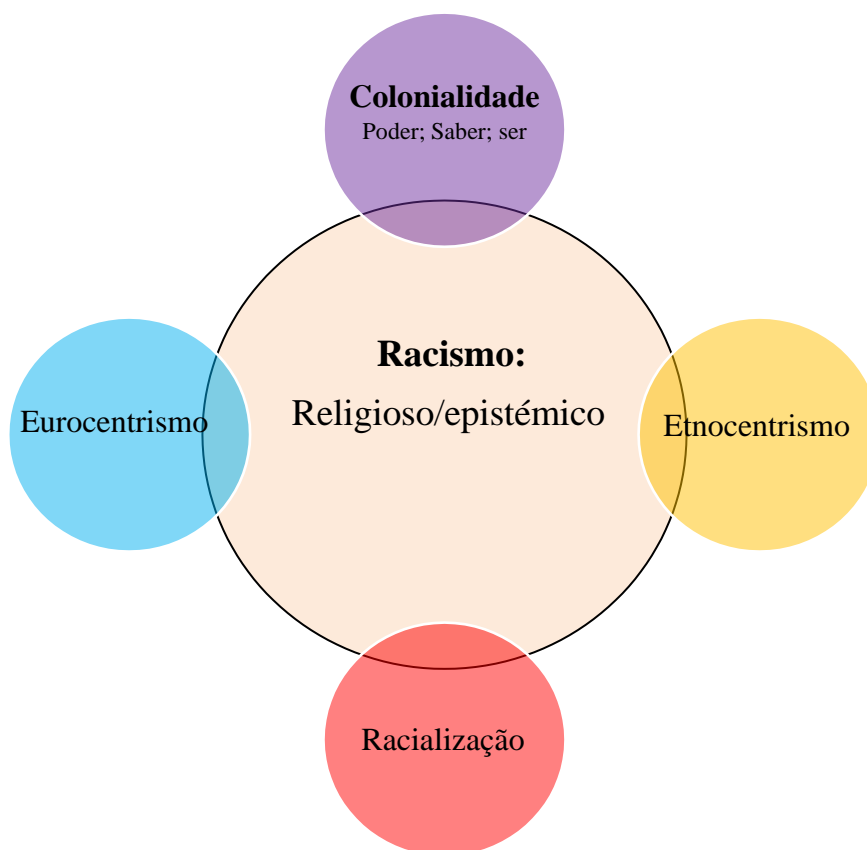 Colonialidade
Poder; Saber; ser
Racismo:
Religioso/epistémico
Eurocentrismo
Etnocentrismo
Racialização